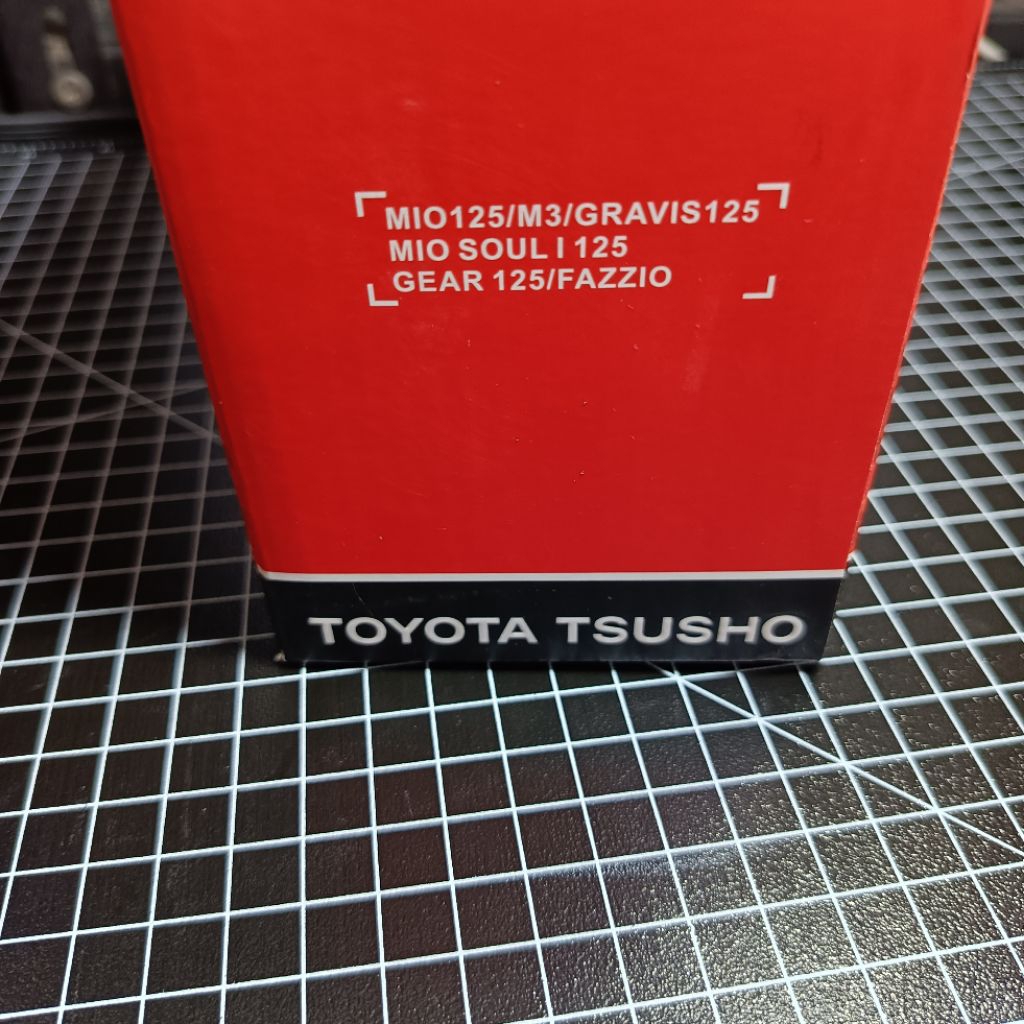 MIO125/M3/GRAVIS125
MIO SOUL I 125
GEAR 125/FAZZIO
TOYOTA TSUSHO